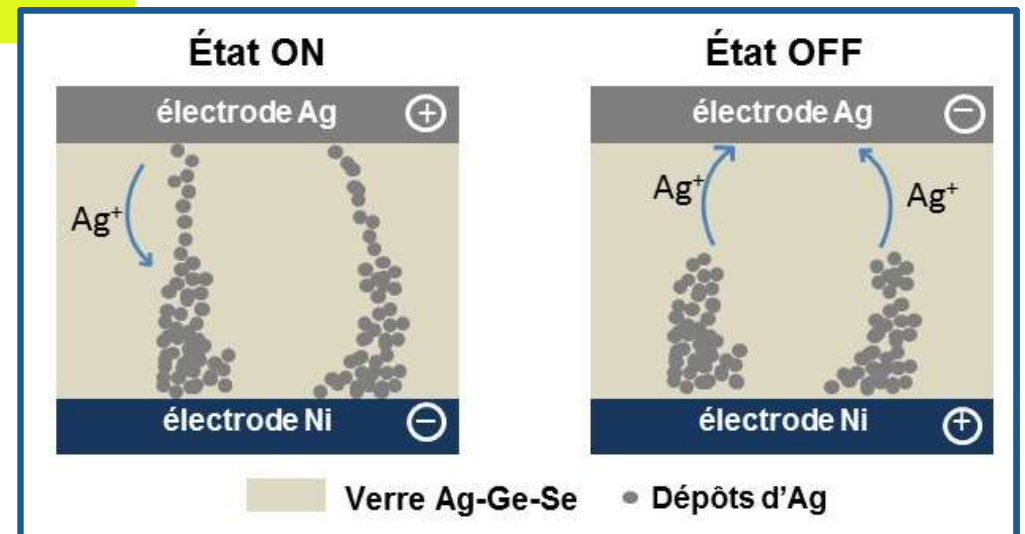 État ON
électrode Ag +
Ag+
électrode Ni −
État OFF
électrode Ag −
Ag+
Ag+
électrode Ni +
Verre Ag-Ge-Se
Dépôts d'Ag